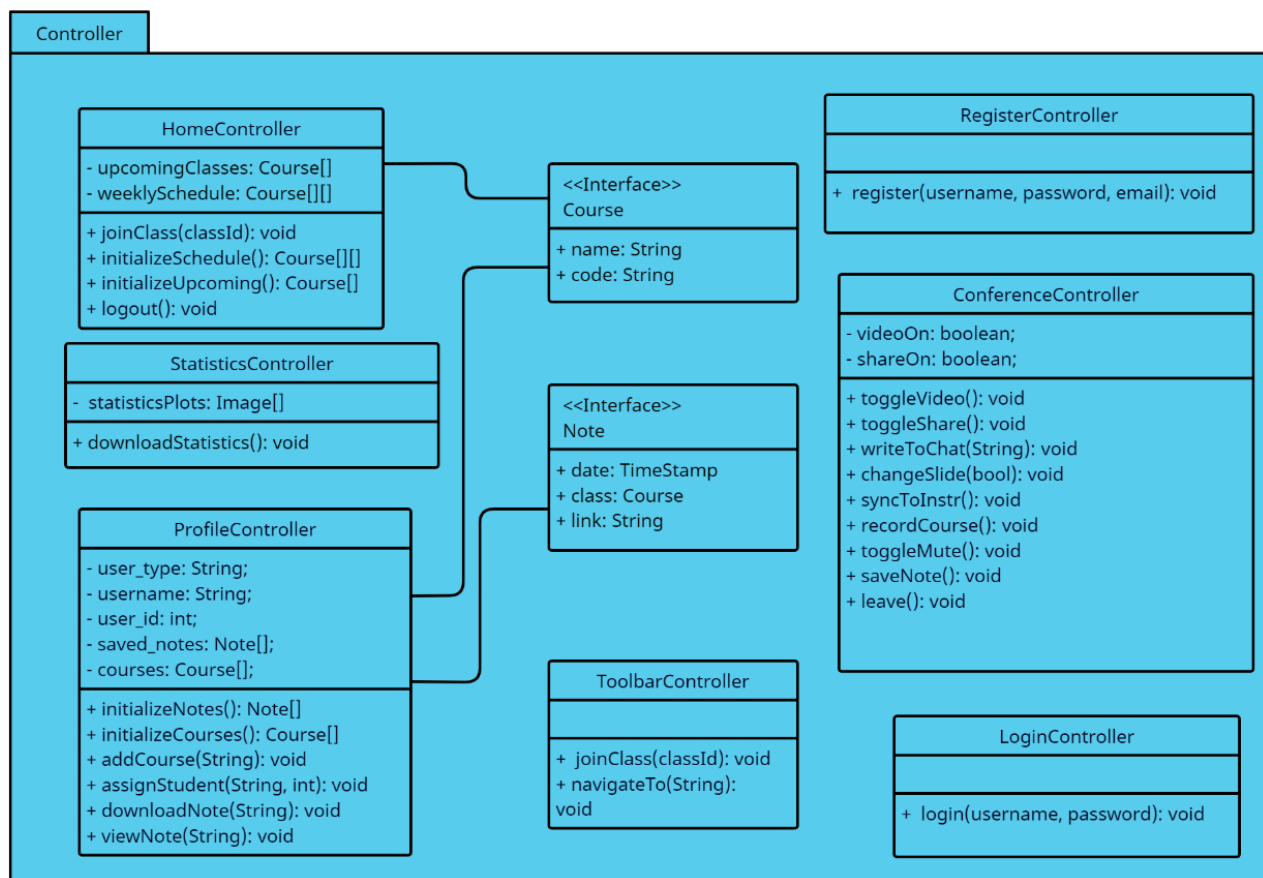 Controller
HomeController
- upcomingClasses: Course[]
- weeklySchedule: Course[][]
+ joinClass(classId): void
+ initializeSchedule(): Course[][]
+ initializeUpcoming(): Course[]
+ logout(): void
StatisticsController
- statisticsPlots: Image[]
+ downloadStatistics(): void
ProfileController
- user_type: String;
- username: String;
- user_id: int;
- saved_notes: Note[];
- courses: Course[];
+ initializeNotes(): Note[]
+ initializeCourses(): Course[]
+ addCourse(String): void
+ assignStudent(String, int): void
+ downloadNote(String): void
+ viewNote(String): void
<<Interface>>
Course
+ name: String
+ code: String
<<Interface>>
Note
+ date: TimeStamp
+ class: Course
+ link: String
ToolbarController
+ joinClass(classId): void
+ navigateTo(String):
void
RegisterController
+ register(username, password, email): void
ConferenceController
- videoOn: boolean;
- shareOn: boolean;
+ toggleVideo(): void
+ toggleShare(): void
+ writeToChat(String): void
+ changeSlide(bool): void
+ syncToInstr(): void
+ recordCourse(): void
+ toggleMute(): void
+ saveNote(): void
+ leave(): void
LoginController
+ login(username, password): void